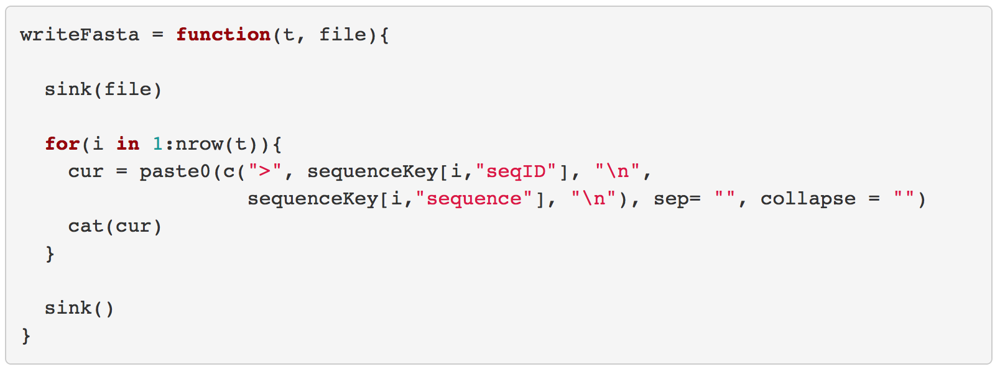 writeFasta = function(t, file){
  sink(file)
  for(i in 1:nrow(t)){
    cur = paste0(c(">", sequenceKey[i,"seqID"], "\n",
                   sequenceKey[i,"sequence"], "\n"), sep= "", collapse = "")
    cat(cur)
  }
  sink()
}